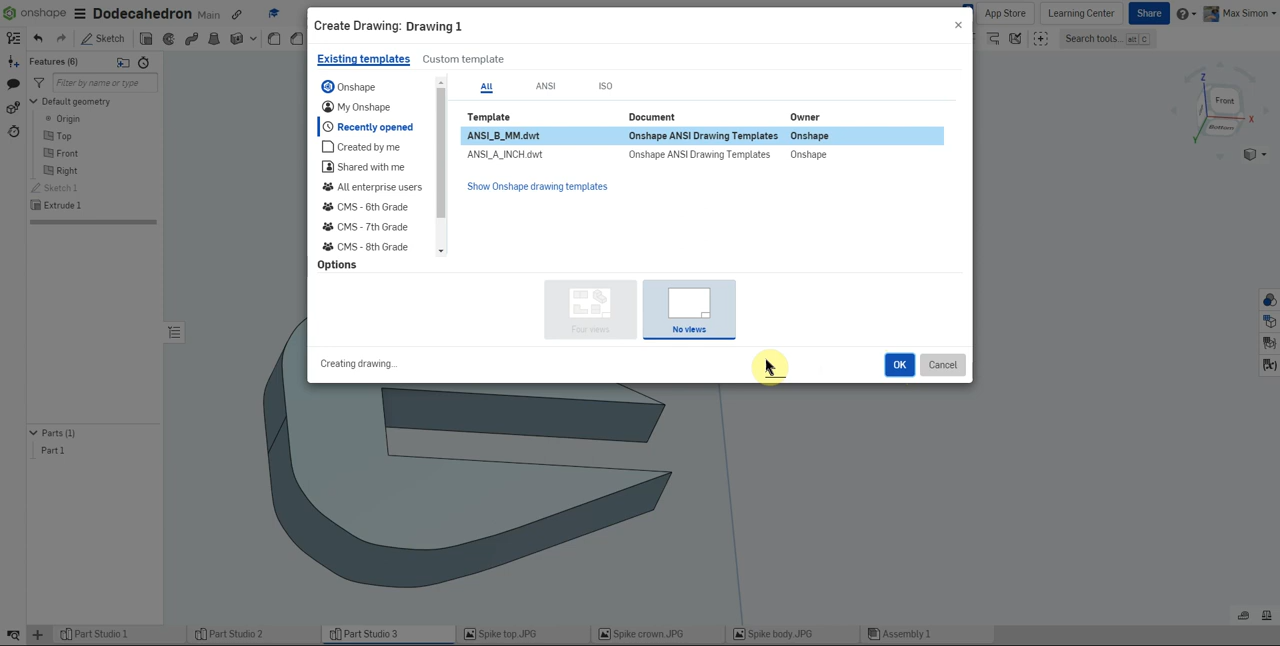 onshape Dodecahedron Main
App Store Learning Center Share Max Simon
Sketch
Search tools... alt C
Features (6)
Filter by name or type
Default geometry
Origin
Top
Front
Right
Sketch 1
Extrude 1
Parts (1)
Part 1
Create Drawing: Drawing 1
Existing templates Custom template
Onshape
My Onshape
Recently opened
Created by me
Shared with me
All enterprise users
CMS - 6th Grade
CMS - 7th Grade
CMS - 8th Grade
All ANSI ISO
Template Document Owner
ANSI_B_MM.dwt Onshape ANSI Drawing Templates Onshape
ANSI_A_INCH.dwt Onshape ANSI Drawing Templates Onshape
Show Onshape drawing templates
Options
Four views No views
Creating drawing...
OK Cancel
Z
Front
X
Bottom
Y
Part Studio 1 Part Studio 2 Part Studio 3 Spike top.JPG Spike crown.JPG Spike body.JPG Assembly 1